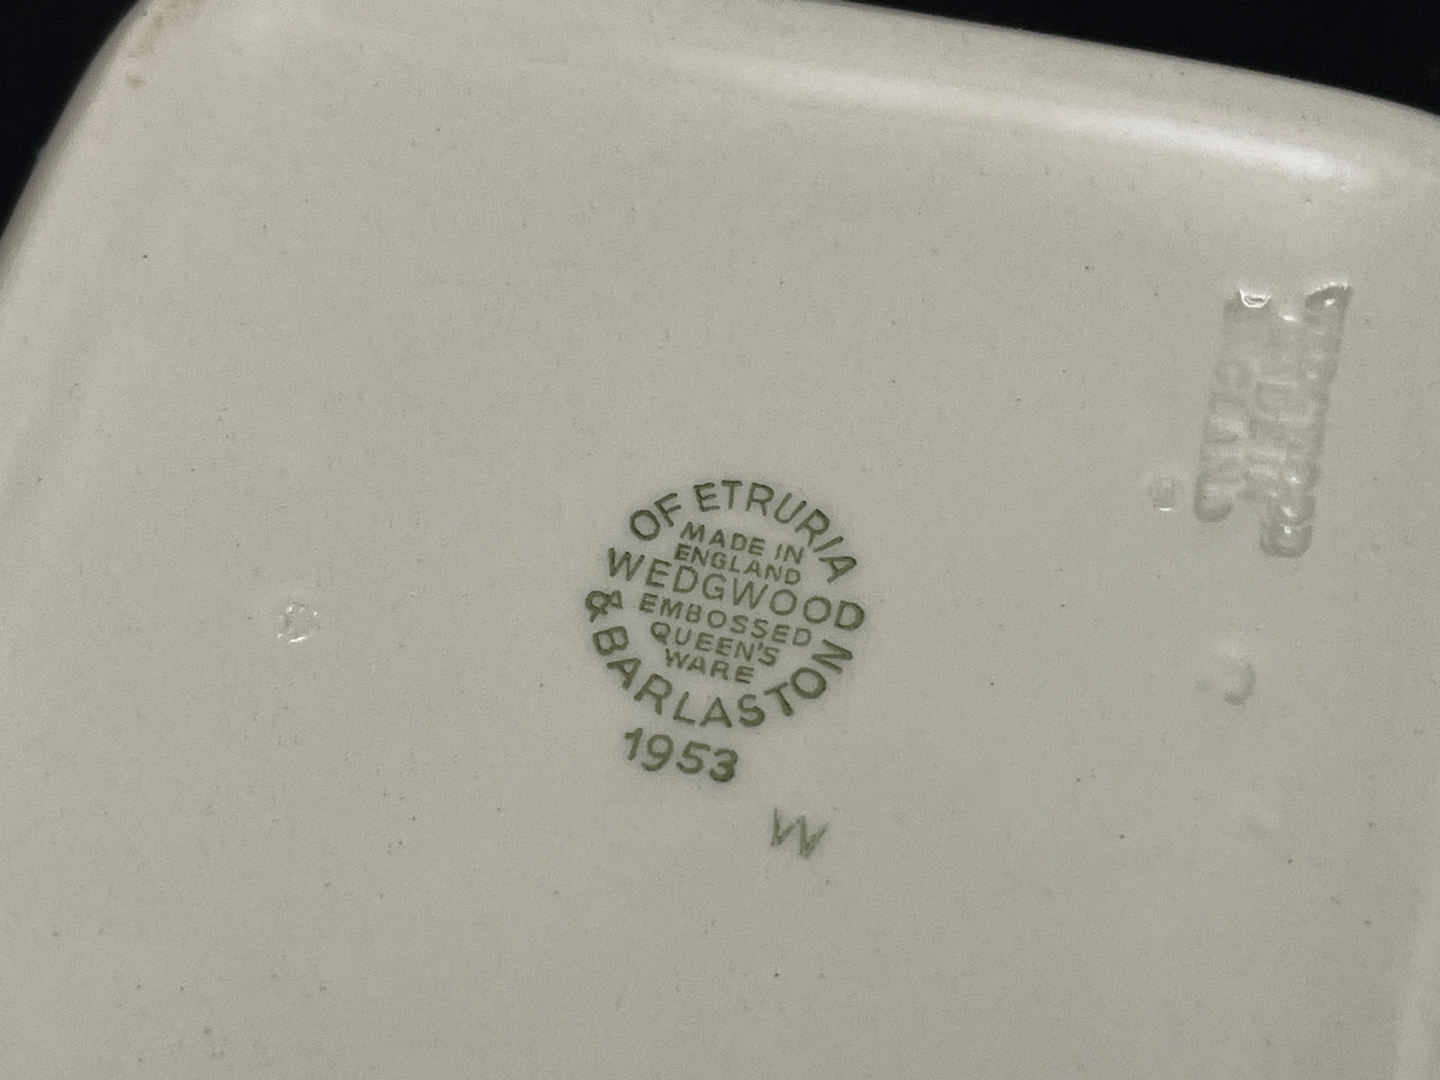 OF ETRURIA
MADE IN
ENGLAND
WEDGWOOD
EMBOSSED
QUEEN'S
WARE
& BARLASTON
1953
W